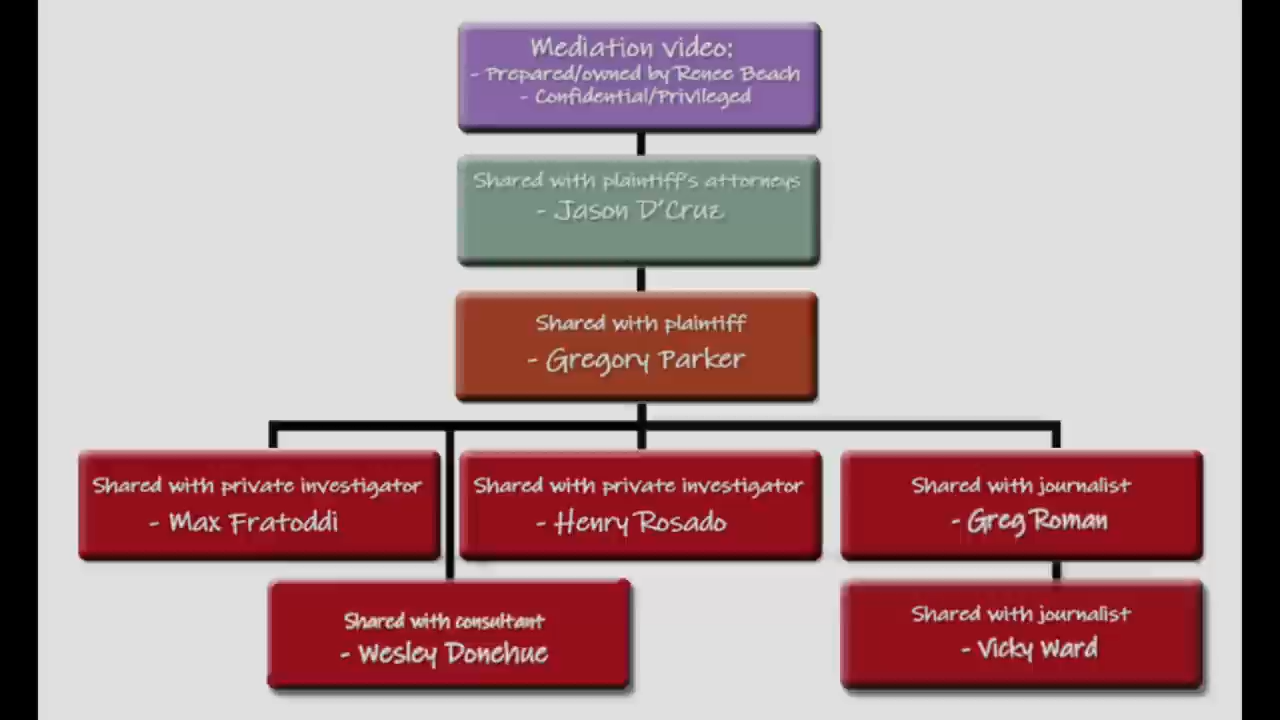 Mediation video:
- Prepared/owned by Renee Beach
- Confidential/Privileged
Shared with plaintiff's attorneys
- Jason D'Cruz
Shared with plaintiff
- Gregory Parker
Shared with private investigator
- Max Fratoddi
Shared with private investigator
- Henry Rosado
Shared with journalist
- Greg Roman
Shared with consultant
- Wesley Donehue
Shared with journalist
- Vicky Ward